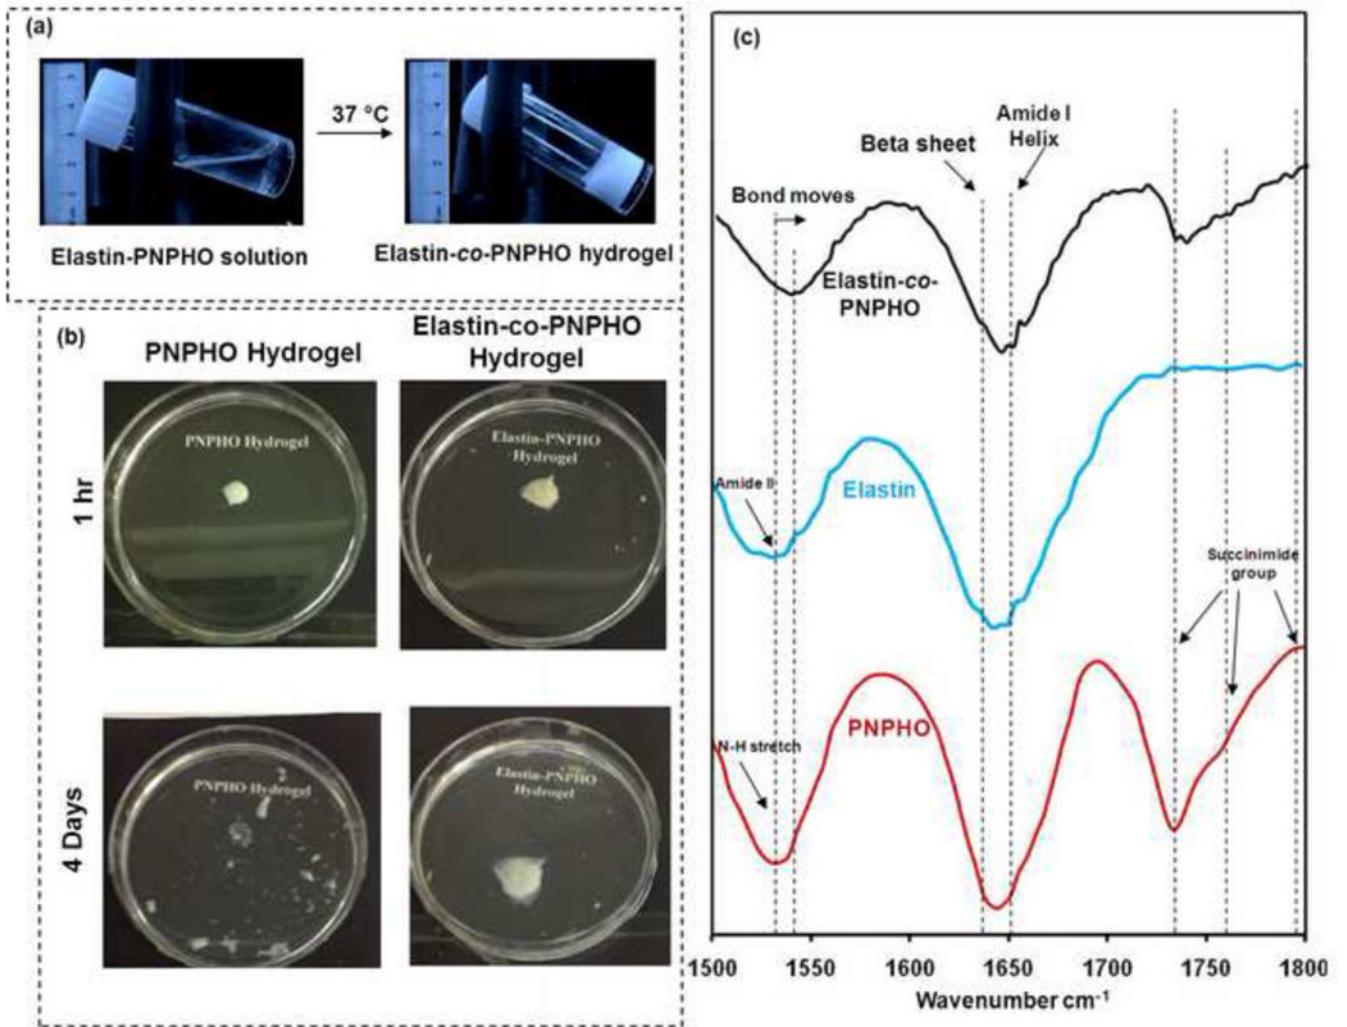 (a)
37 °C
Elastin-PNPHO solution
Elastin-co-PNPHO hydrogel
(b)
PNPHO Hydrogel
Elastin-co-PNPHO
Hydrogel
1 hr
PNPHO Hydrogel
Elastin-PNPHO
Hydrogel
4 Days
PNPHO Hydrogel
Elastin-PNPHO
Hydrogel
(c)
Amide I
Helix
Beta sheet
Bond moves
Elastin-co-
PNPHO
Amide II
Elastin
Succinimide
group
N-H stretch
PNPHO
1500 1550 1600 1650 1700 1750 1800
Wavenumber cm-1